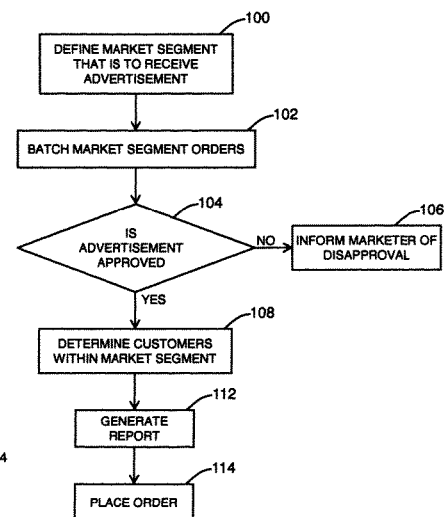 100
DEFINE MARKET SEGMENT
THAT IS TO RECEIVE
ADVERTISEMENT
102
BATCH MARKET SEGMENT ORDERS
104
IS
ADVERTISEMENT
APPROVED
NO
106
INFORM MARKETER OF
DISAPPROVAL
YES
108
DETERMINE CUSTOMERS
WITHIN MARKET SEGMENT
112
GENERATE
REPORT
4
114
PLACE ORDER